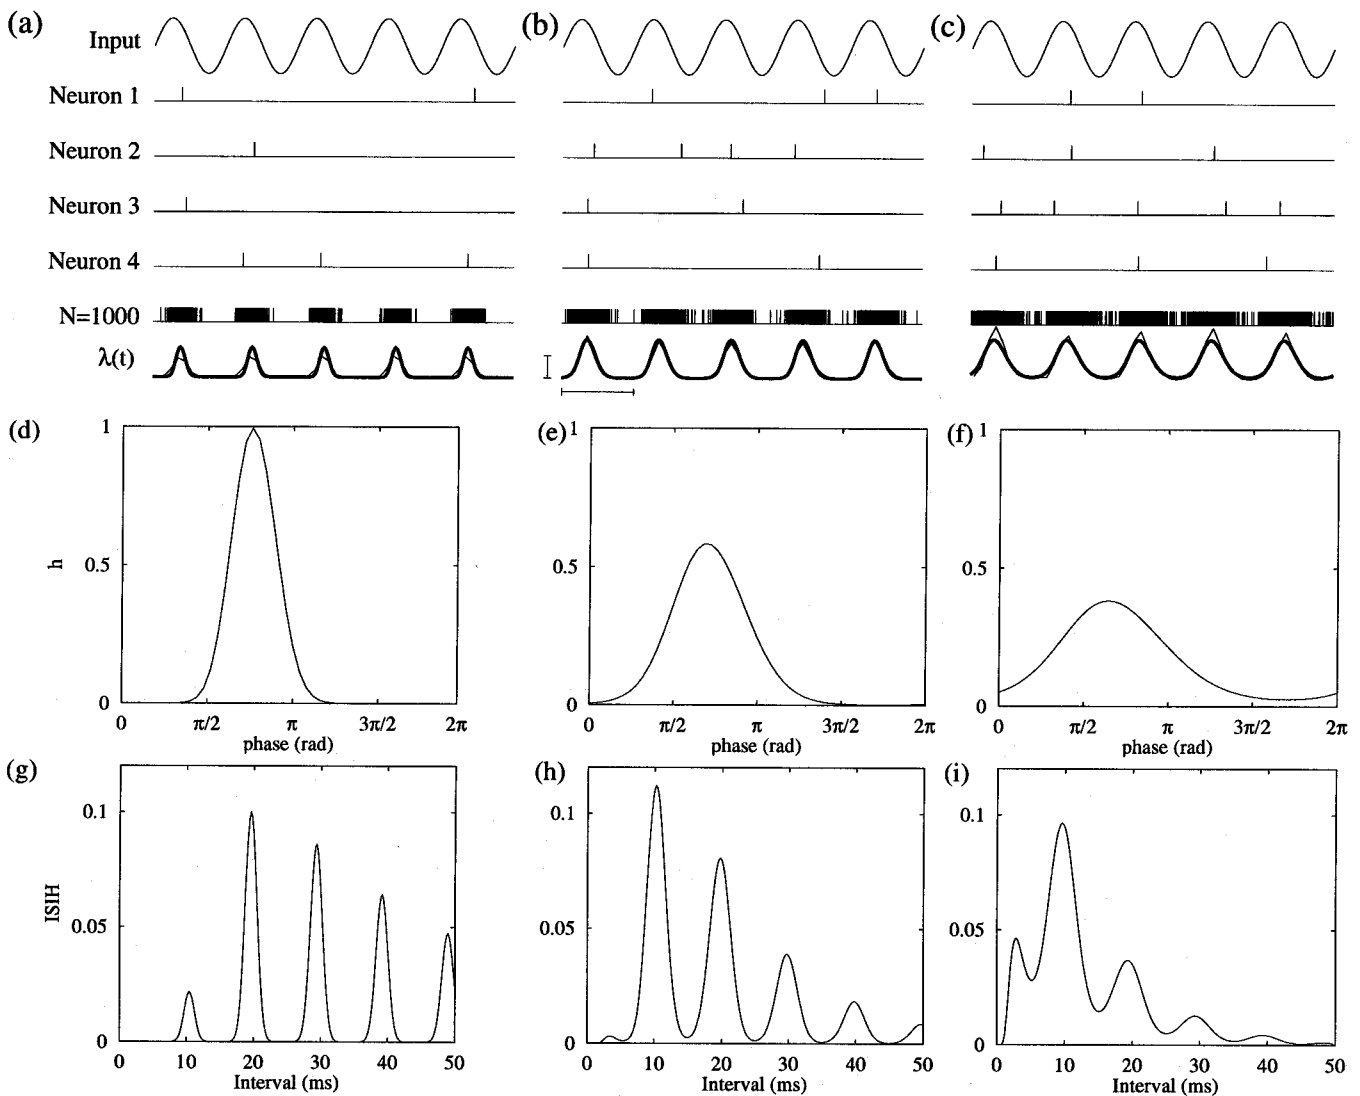 (a) (b) (c)
Input
Neuron 1
Neuron 2
Neuron 3
Neuron 4
N=1000
λ(t)
(d) (e) (f)
1 1 1
h 0.5 0.5 0.5
0 0 0
0 π/2 π 3π/2 2π 0 π/2 π 3π/2 2π 0 π/2 π 3π/2 2π
phase (rad) phase (rad) phase (rad)
(g) (h) (i)
0.1 0.1 0.1
ISIH 0.05 0.05 0.05
0 0 0
0 10 20 30 40 50 0 10 20 30 40 50 0 10 20 30 40 50
Interval (ms) Interval (ms) Interval (ms)